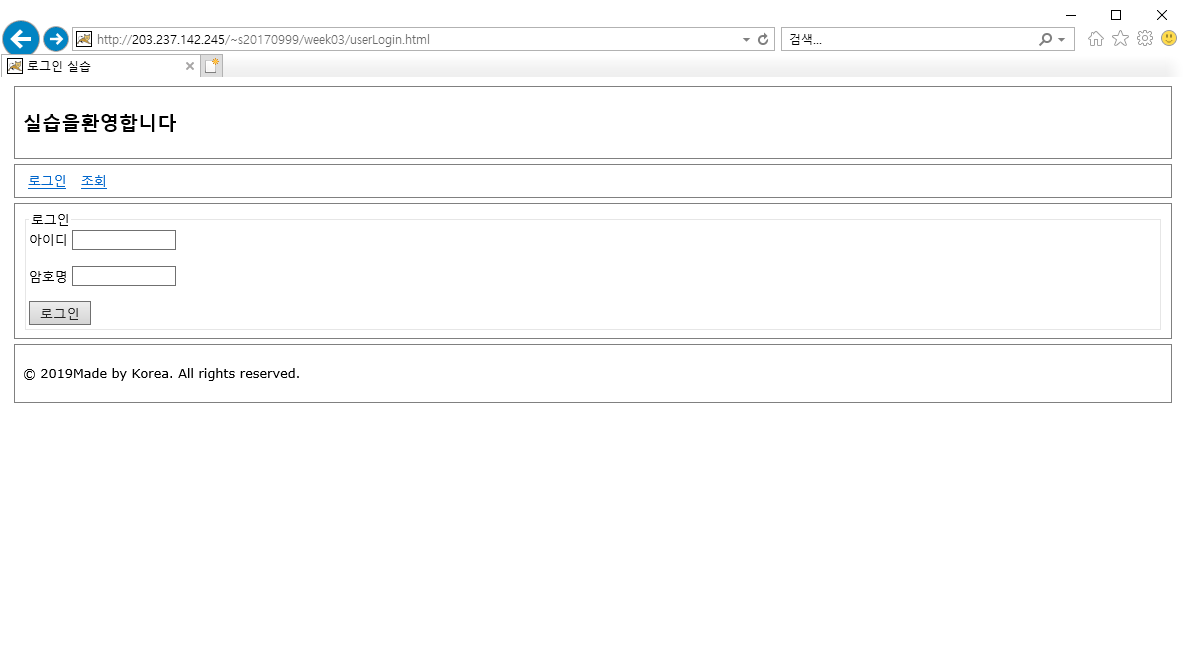 http://203.237.142.245/~s20170999/week03/userLogin.html
검색...
로그인 실습
실습을환영합니다
로그인 조회
로그인
아이디
암호명
로그인
© 2019Made by Korea. All rights reserved.